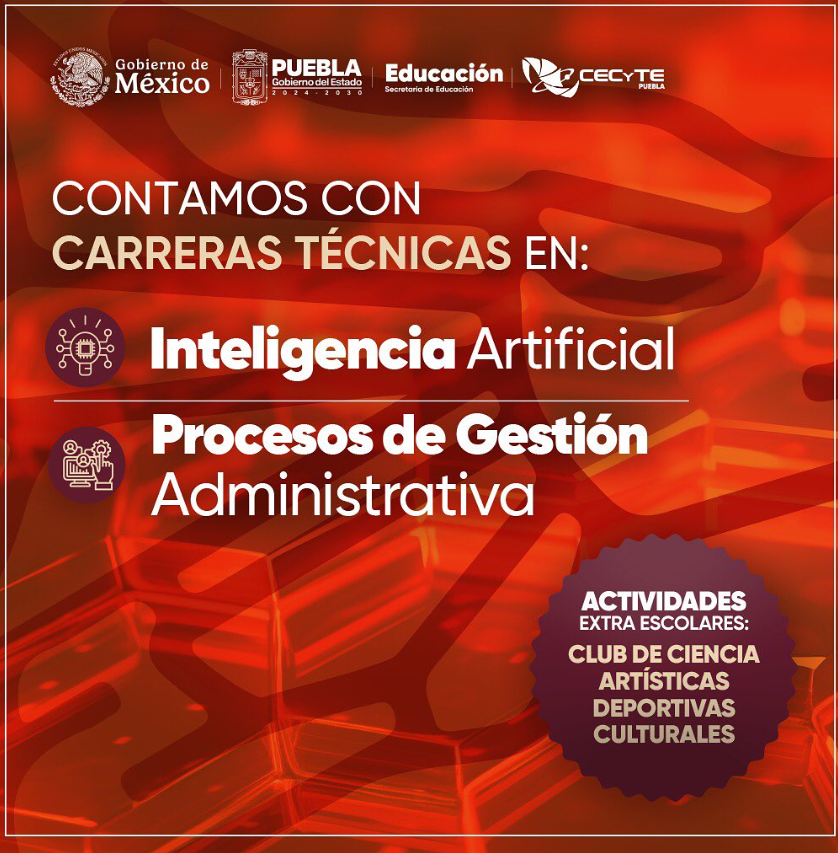 Gobierno de
México
PUEBLA
Gobierno del Estado
2024-2030
Educación
Secretaría de Educación
CECyTE
PUEBLA
CONTAMOS CON
CARRERAS TÉCNICAS EN:
Inteligencia Artificial
Procesos de Gestión
Administrativa
ACTIVIDADES
EXTRA ESCOLARES:
CLUB DE CIENCIA
ARTÍSTICAS
DEPORTIVAS
CULTURALES